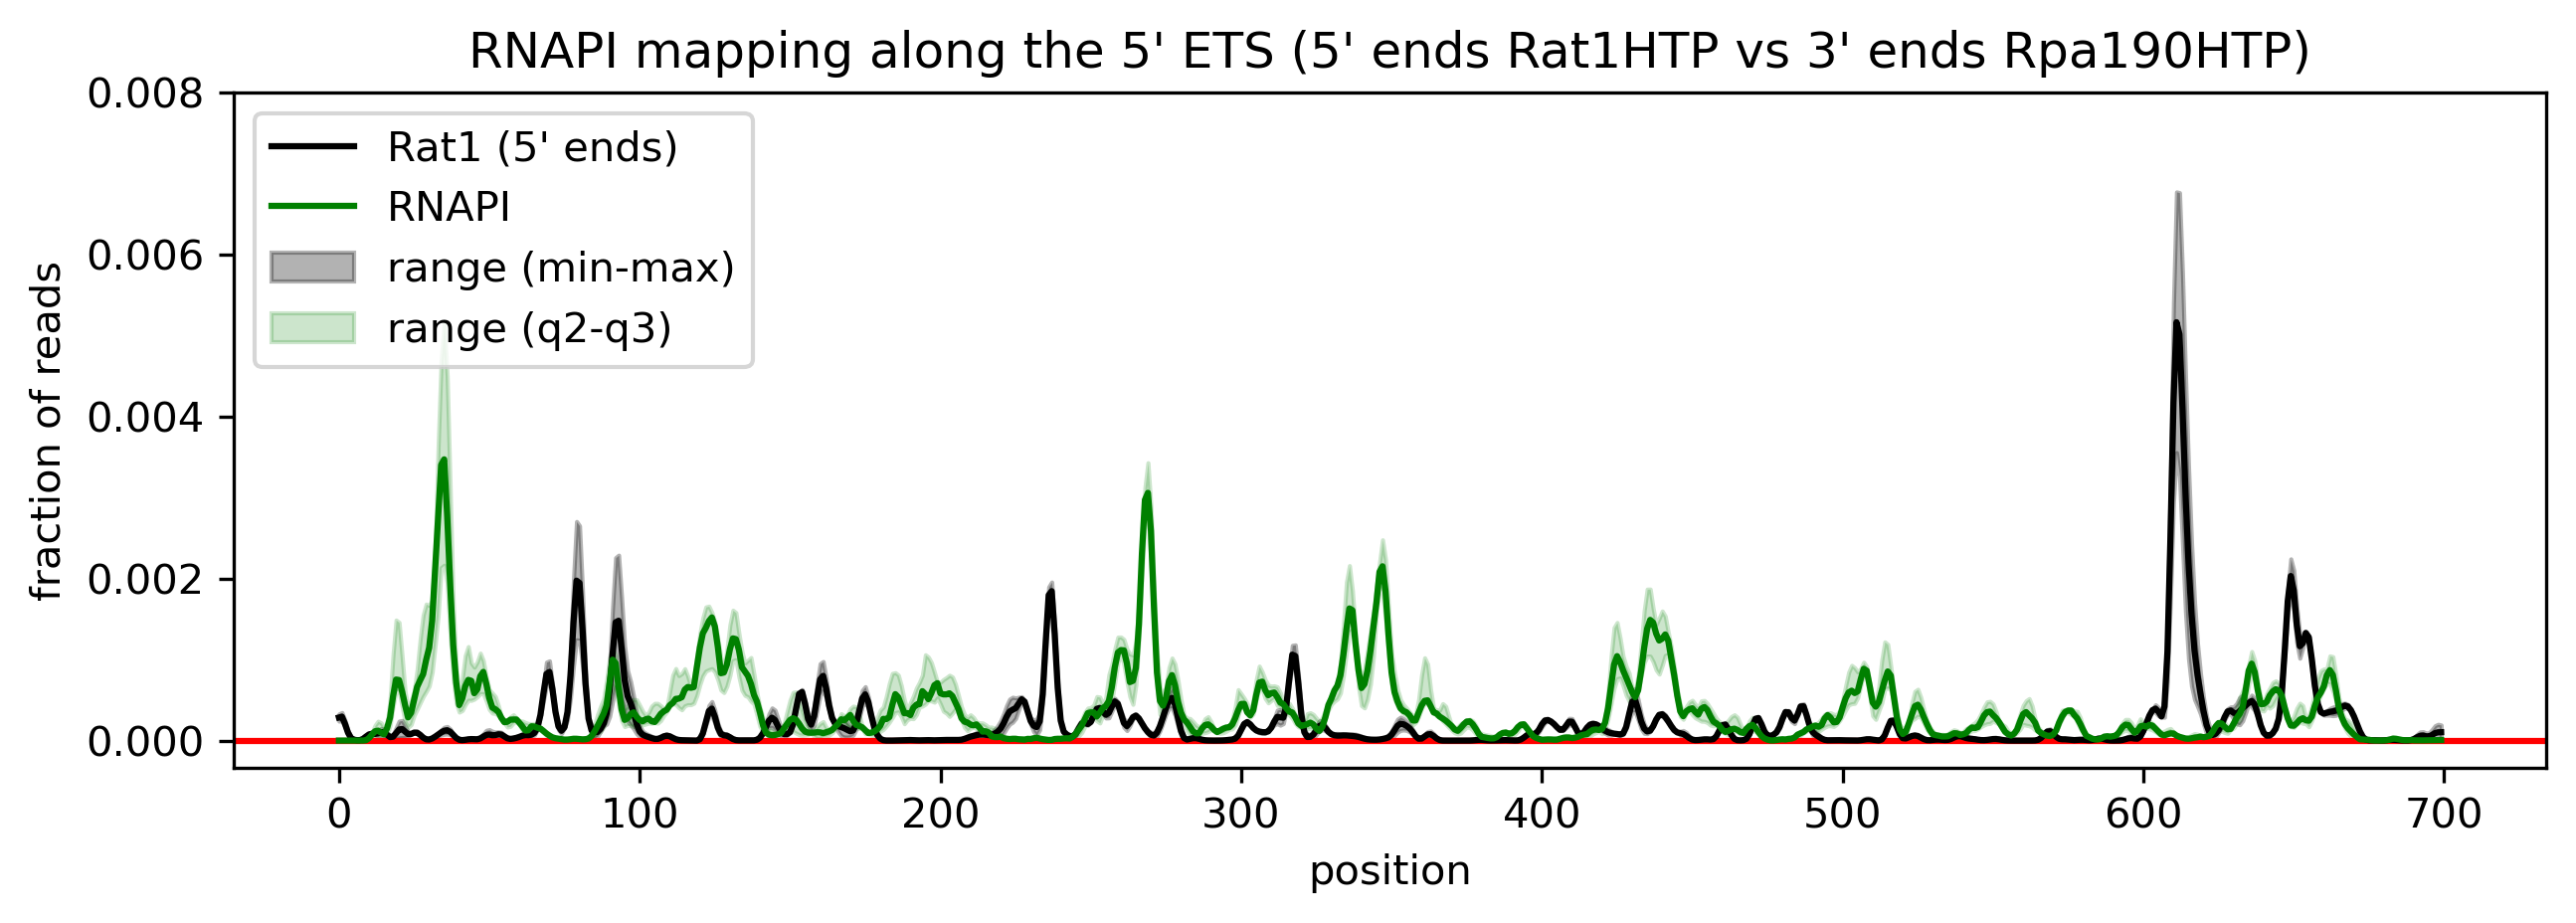 RNAPI mapping along the 5' ETS (5' ends Rat1HTP vs 3' ends Rpa190HTP)
0.008
0.006
0.004
0.002
0.000
fraction of reads
Rat1 (5' ends)
RNAPI
range (min-max)
range (q2-q3)
0 100 200 300 400 500 600 700
position